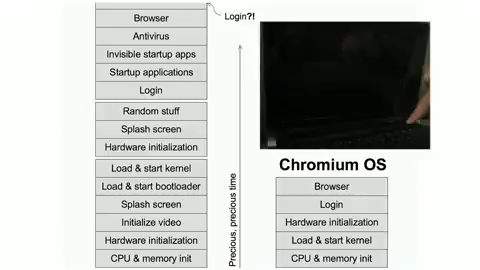 Browser
Login?!
Antivirus
Invisible startup apps
Startup applications
Login
Random stuff
Splash screen
Hardware initialization
Load & start kernel
Load & start bootloader
Splash screen
Initialize video
Hardware initialization
CPU & memory init
Precious, precious time
Chromium OS
Browser
Login
Hardware initialization
Load & start kernel
CPU & memory init